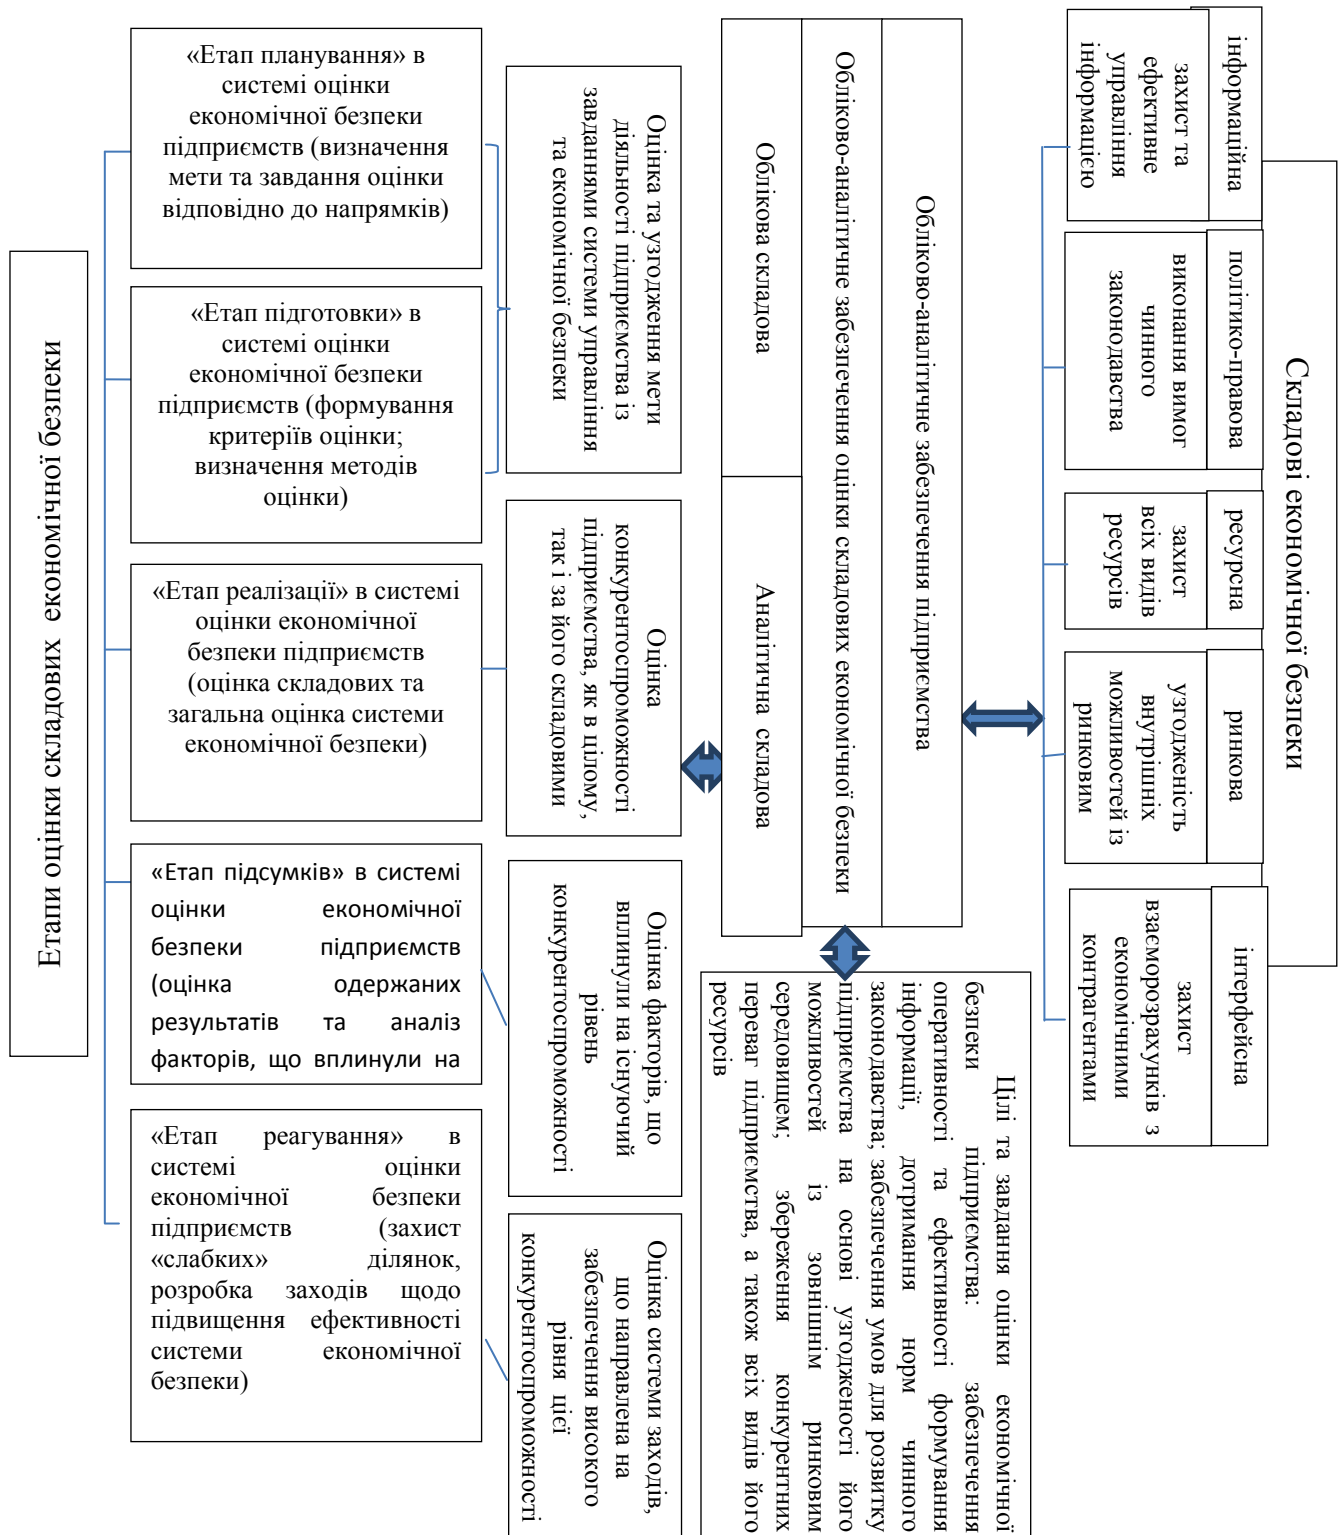 Складові економічної безпеки
інформаційна
захист та
ефективне
управління
інформацією
політико-правова
виконання вимог
чинного
законодавства
ресурсна
захист
всіх видів
ресурсів
ринкова
узгодженість
внутрішніх
можливостей із
ринковим
інтерфейсна
захист
взаєморозрахунків з
економічними
контрагентами
Обліково-аналітичне забезпечення підприємства
Обліково-аналітичне забезпечення оцінки складових економічної безпеки
Облікова складова
Аналітична складова
Цілі та завдання оцінки економічної
безпеки підприємства: забезпечення
оперативності та ефективності формування
інформації, дотримання норм чинного
законодавства; забезпечення умов для розвитку
підприємства на основі узгодженості його
можливостей із зовнішнім ринковим
середовищем; збереження конкурентних
переваг підприємства, а також всіх видів його
ресурсів
Оцінка та узгодження мети
діяльності підприємства із
завданнями системи управління
та економічної безпеки
Оцінка
конкурентоспроможності
підприємства, як в цілому,
так і за його складовими
Оцінка факторів, що
вплинули на існуючий
рівень
конкурентоспроможності
Оцінка системи заходів,
що направлена на
забезпечення високого
рівня цієї
конкурентоспроможності
«Етап планування» в
системі оцінки
економічної безпеки
підприємств (визначення
мети та завдання оцінки
відповідно до напрямків)
«Етап підготовки» в
системі оцінки
економічної безпеки
підприємств (формування
критеріїв оцінки;
визначення методів
оцінки)
«Етап реалізації» в системі
оцінки економічної
безпеки підприємств
(оцінка складових та
загальна оцінка системи
економічної безпеки)
«Етап підсумків» в системі
оцінки економічної
безпеки підприємств
(оцінка одержаних
результатів та аналіз
факторів, що вплинули на
«Етап реагування» в
системі оцінки
економічної безпеки
підприємств (захист
«слабких» ділянок,
розробка заходів щодо
підвищення ефективності
системи економічної
безпеки)
Етапи оцінки складових економічної безпеки